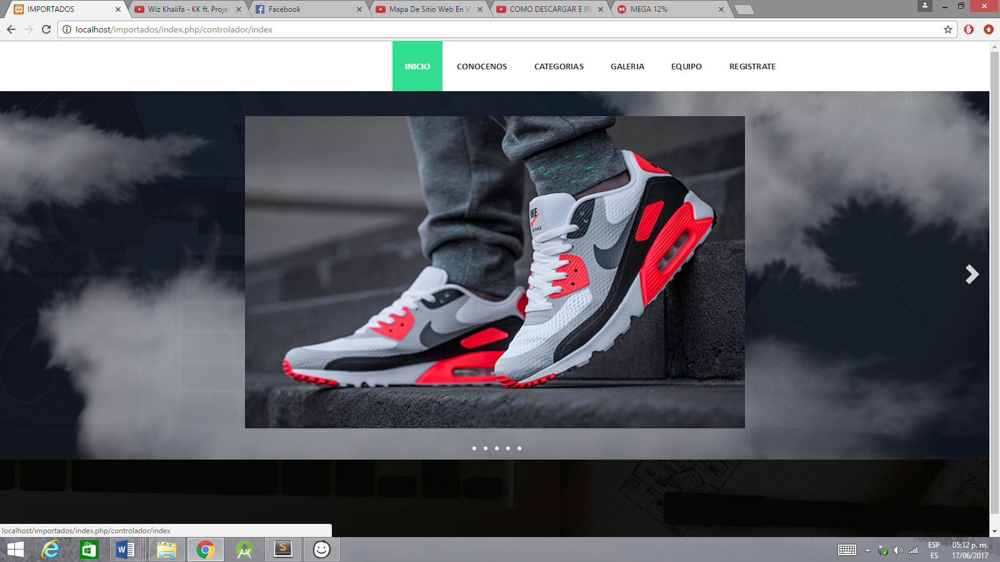 IMPORTADOS
Wiz Khalifa - KK ft. Projec
Facebook
Mapa De Sitio Web En V
COMO DESCARGAR E IN
MEGA 12%
localhost/importados/index.php/controlador/index
INICIO
CONOCENOS
CATEGORIAS
GALERIA
EQUIPO
REGISTRATE
localhost/importados/index.php/controlador/index
ESP
ES
05:12 p. m.
17/06/2017